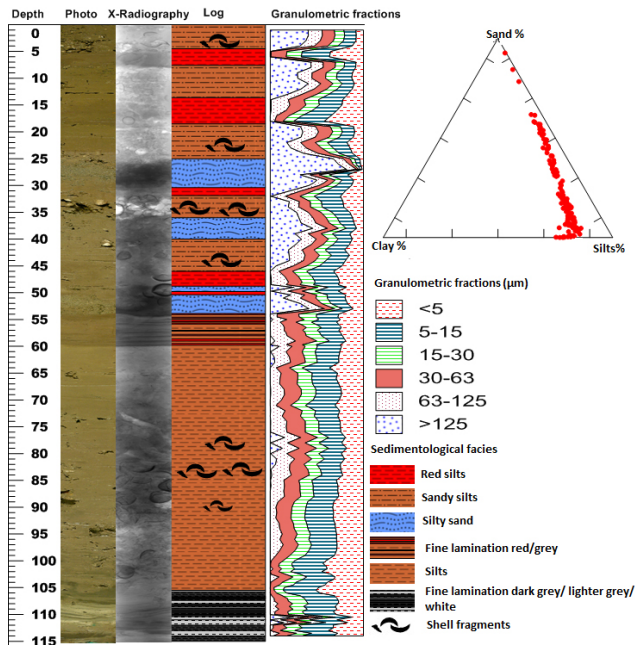 Depth Photo X-Radiography Log Granulometric fractions
0
5
10
15
20
25
30
35
40
45
50
55
60
65
70
75
80
85
90
95
100
105
110
115
Sand %
Clay %
Silts%
Granulometric fractions (µm)
<5
5-15
15-30
30-63
63-125
>125
Sedimentological facies
Red silts
Sandy silts
Silty sand
Fine lamination red/grey
Silts
Fine lamination dark grey/ lighter grey/
white
Shell fragments